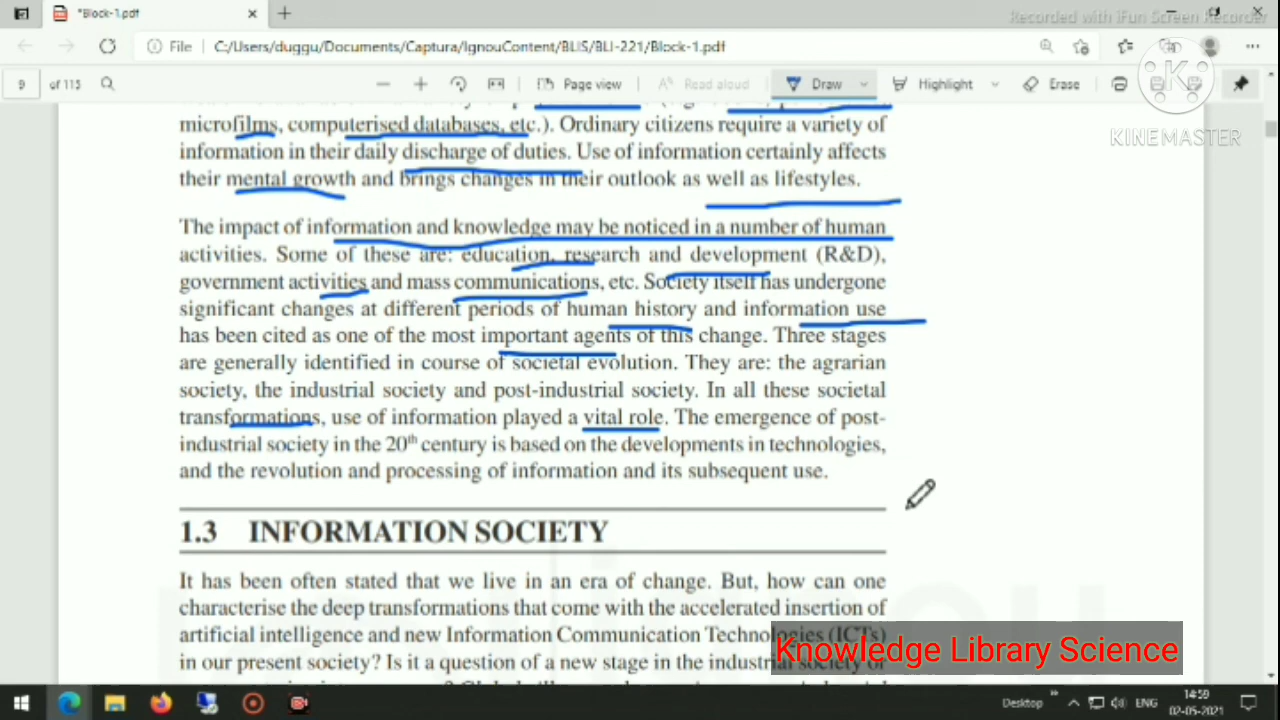 *Block-1.pdf
Recorded with iFun Screen Recorder
File
C:/Users/duggu/Documents/Captura/IgnouContent/BLIS/BLI-221/Block-1.pdf
9 of 115
Page view
Read aloud
Draw
Highlight
Erase
K
KINEMASTER
microfilms, computerised databases, etc.). Ordinary citizens require a variety of
information in their daily discharge of duties. Use of information certainly affects
their mental growth and brings changes in their outlook as well as lifestyles.
The impact of information and knowledge may be noticed in a number of human
activities. Some of these are: education, research and development (R&D),
government activities and mass communications, etc. Society itself has undergone
significant changes at different periods of human history and information use
has been cited as one of the most important agents of this change. Three stages
are generally identified in course of societal evolution. They are: the agrarian
society, the industrial society and post-industrial society. In all these societal
transformations, use of information played a vital role. The emergence of post-
industrial society in the 20th century is based on the developments in technologies,
and the revolution and processing of information and its subsequent use.
1.3 INFORMATION SOCIETY
It has been often stated that we live in an era of change. But, how can one
characterise the deep transformations that come with the accelerated insertion of
artificial intelligence and new Information Communication Technologies (ICTs)
in our present society? Is it a question of a new stage in the industrial society or
Knowledge Library Science
Desktop
ENG
14:59
02-05-2021